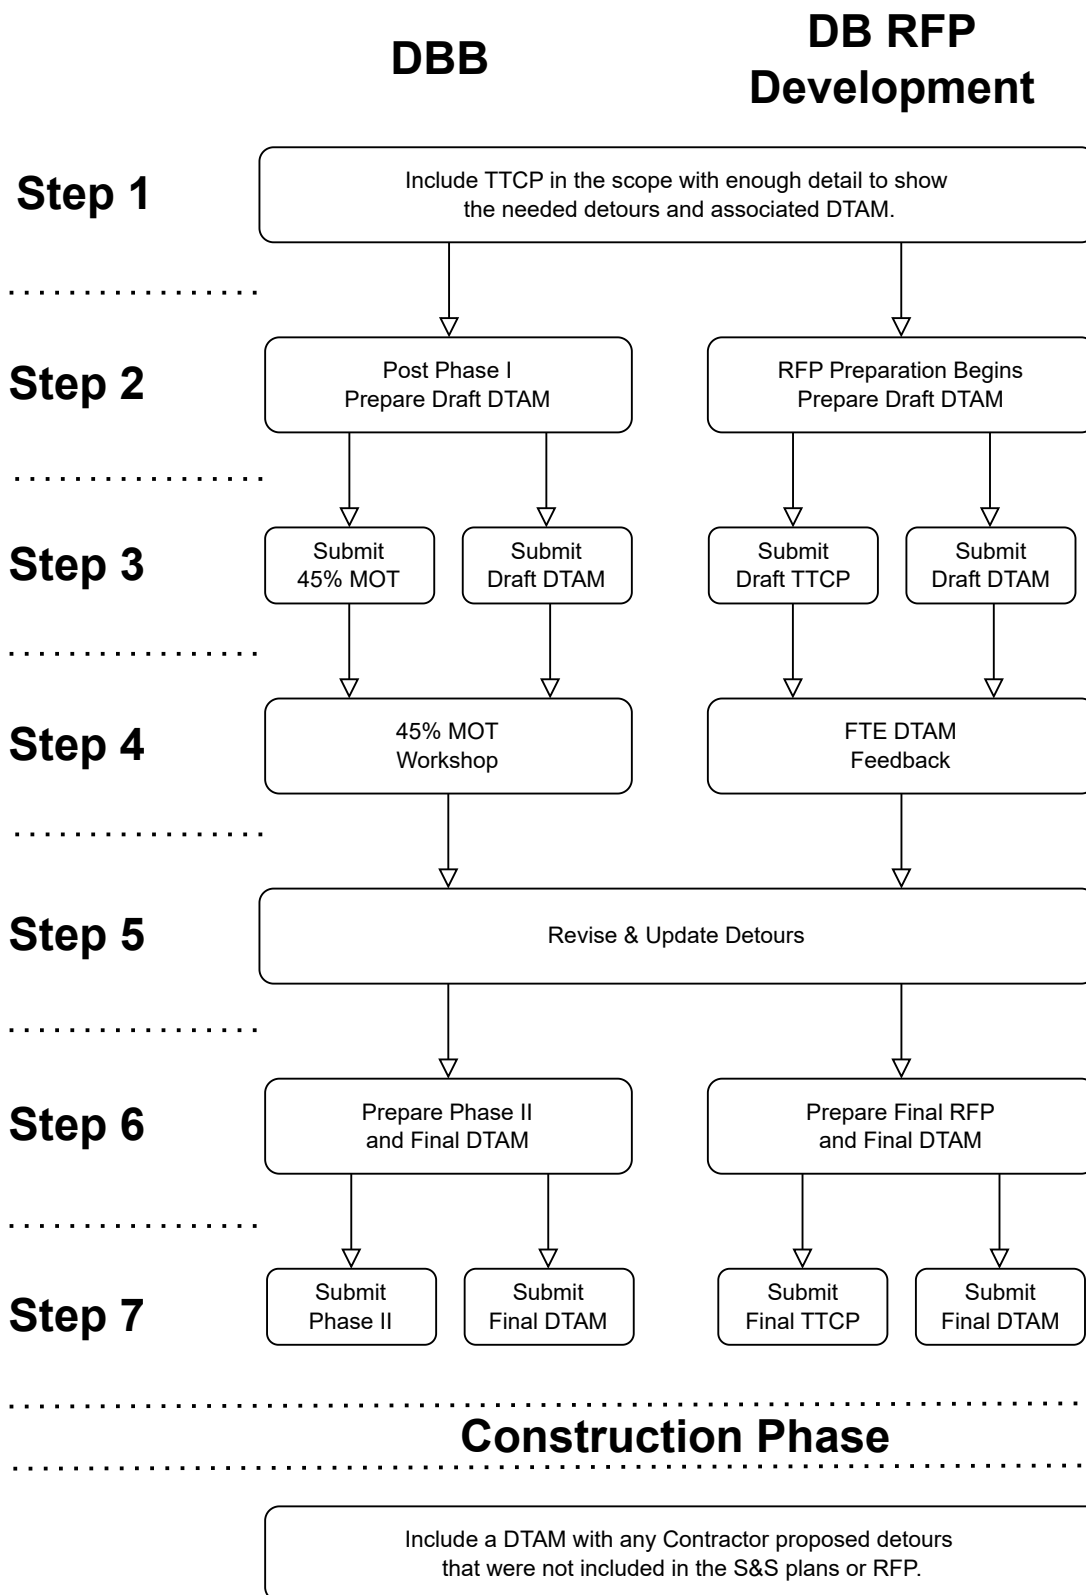 DBB
DB RFP
Development
Step 1
Include TTCP in the scope with enough detail to show
the needed detours and associated DTAM.
Step 2
Post Phase I
Prepare Draft DTAM
RFP Preparation Begins
Prepare Draft DTAM
Step 3
Submit
45% MOT
Submit
Draft DTAM
Submit
Draft TTCP
Submit
Draft DTAM
Step 4
45% MOT
Workshop
FTE DTAM
Feedback
Step 5
Revise & Update Detours
Step 6
Prepare Phase II
and Final DTAM
Prepare Final RFP
and Final DTAM
Step 7
Submit
Phase II
Submit
Final DTAM
Submit
Final TTCP
Submit
Final DTAM
Construction Phase
Include a DTAM with any Contractor proposed detours
that were not included in the S&S plans or RFP.